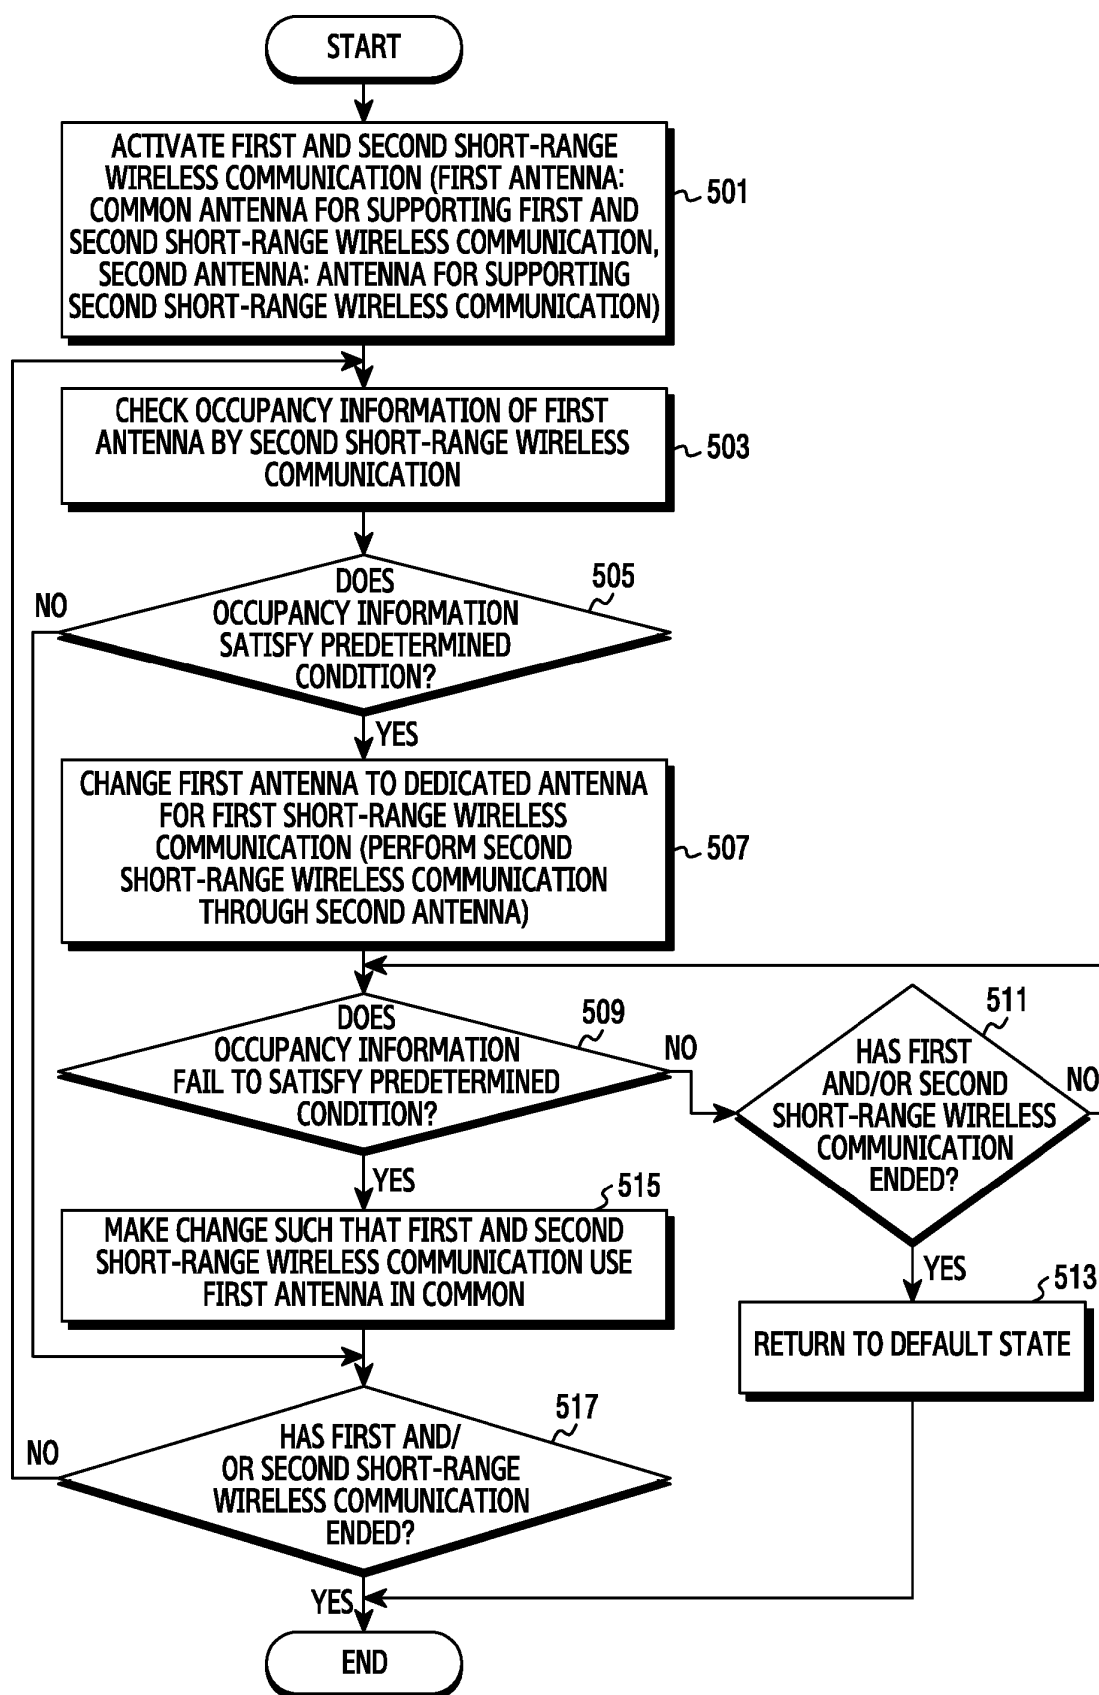 START
ACTIVATE FIRST AND SECOND SHORT-RANGE
WIRELESS COMMUNICATION (FIRST ANTENNA:
COMMON ANTENNA FOR SUPPORTING FIRST AND
SECOND SHORT-RANGE WIRELESS COMMUNICATION,
SECOND ANTENNA: ANTENNA FOR SUPPORTING
SECOND SHORT-RANGE WIRELESS COMMUNICATION)
501
CHECK OCCUPANCY INFORMATION OF FIRST
ANTENNA BY SECOND SHORT-RANGE WIRELESS
COMMUNICATION
503
DOES
OCCUPANCY INFORMATION
SATISFY PREDETERMINED
CONDITION?
505
NO
YES
CHANGE FIRST ANTENNA TO DEDICATED ANTENNA
FOR FIRST SHORT-RANGE WIRELESS
COMMUNICATION (PERFORM SECOND
SHORT-RANGE WIRELESS COMMUNICATION
THROUGH SECOND ANTENNA)
507
DOES
OCCUPANCY INFORMATION
FAIL TO SATISFY PREDETERMINED
CONDITION?
509
NO
YES
HAS FIRST
AND/OR SECOND
SHORT-RANGE WIRELESS
COMMUNICATION
ENDED?
511
NO
YES
RETURN TO DEFAULT STATE
513
MAKE CHANGE SUCH THAT FIRST AND SECOND
SHORT-RANGE WIRELESS COMMUNICATION USE
FIRST ANTENNA IN COMMON
515
HAS FIRST AND/
OR SECOND SHORT-RANGE
WIRELESS COMMUNICATION
ENDED?
517
NO
YES
END